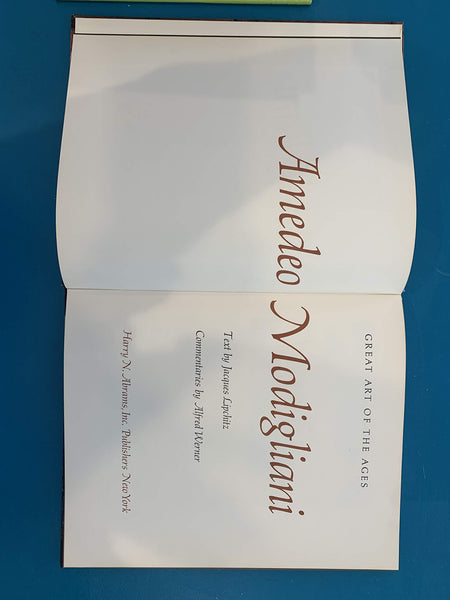 GREAT ART OF THE AGES
Amedeo Modigliani
Text by Jacques Lipchitz
Commentaries by Alfred Werner
Harry N. Abrams, Inc. Publishers New York